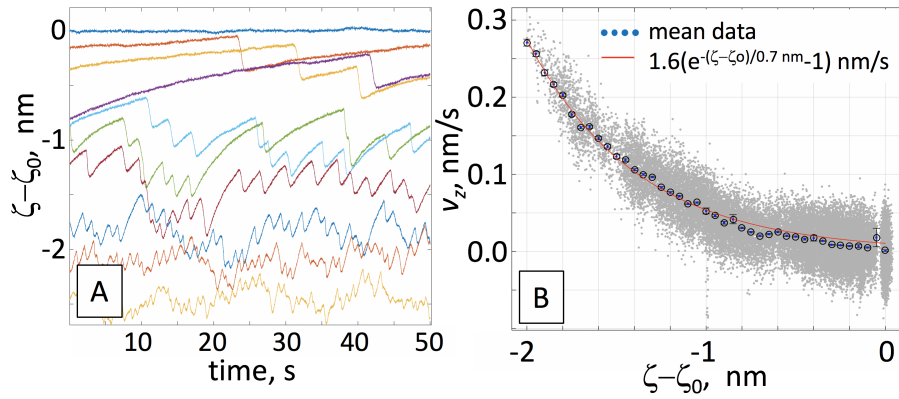 0
-1
-2
ζ−ζ₀, nm
A
10
20
30
40
50
time, s
0.3
0.2
0.1
0.0
v_z, nm/s
mean data
1.6(e^-(ζ−ζo)/0.7 nm-1) nm/s
B
-2
-1
0
ζ−ζ₀, nm